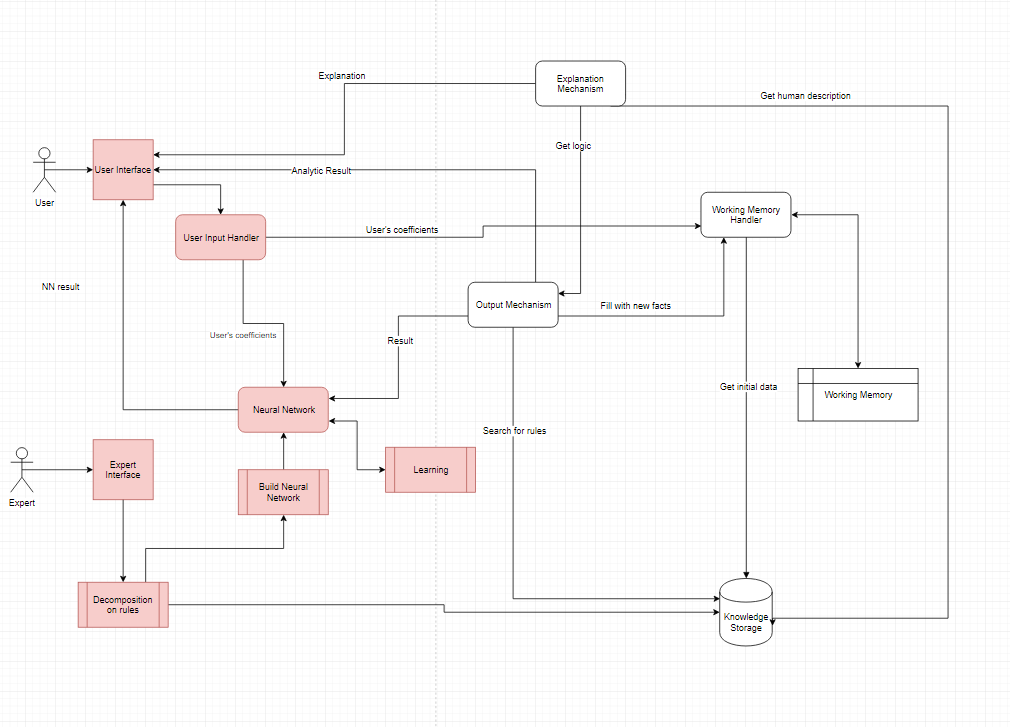 Explanation
Explanation
Mechanism
Get human description
Get logic
User Interface
Analytic Result
User
Working Memory
Handler
User's coefficients
User Input Handler
NN result
Output Mechanism
Fill with new facts
User's coefficients
Result
Get initial data
Working Memory
Neural Network
Search for rules
Expert
Interface
Learning
Build Neural
Network
Expert
Decomposition
on rules
Knowledge
Storage